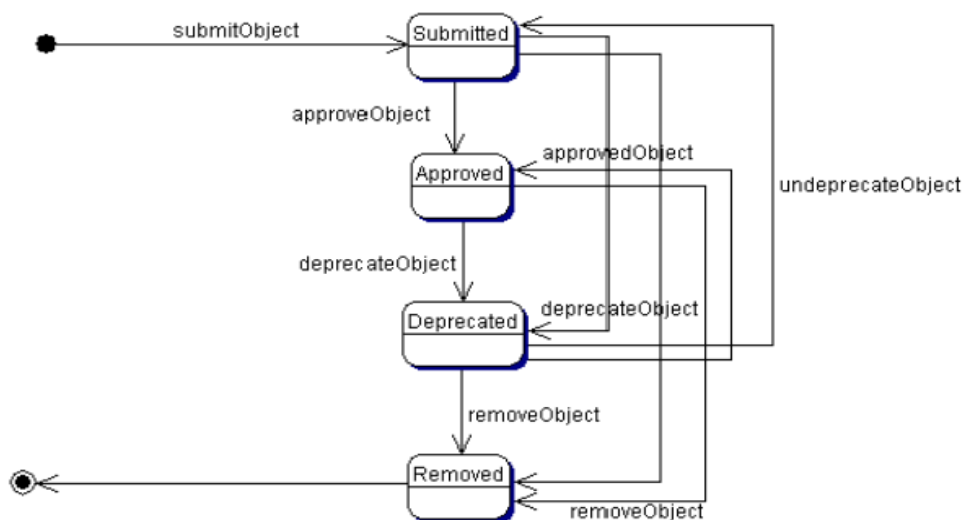 submitObject
Submitted
approveObject
approvedObject
Approved
undeprecateObject
deprecateObject
Deprecated
deprecateObject
removeObject
Removed
removeObject